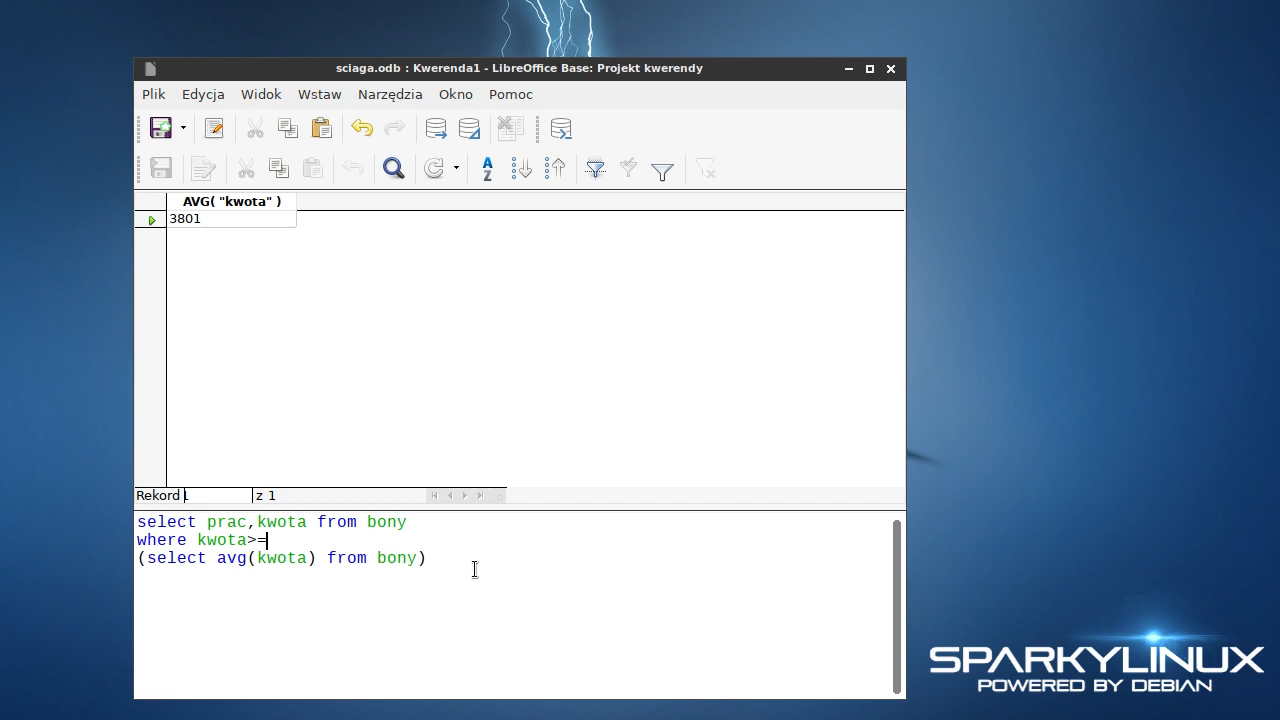 sciaga.odb : Kwerenda1 - LibreOffice Base: Projekt kwerendy
Plik Edycja Widok Wstaw Narzędzia Okno Pomoc
A
Z
AVG( "kwota" )
3801
Rekord 1 z 1
select prac,kwota from bony
where kwota>=
(select avg(kwota) from bony)
SPARKYLINUX
POWERED BY DEBIAN